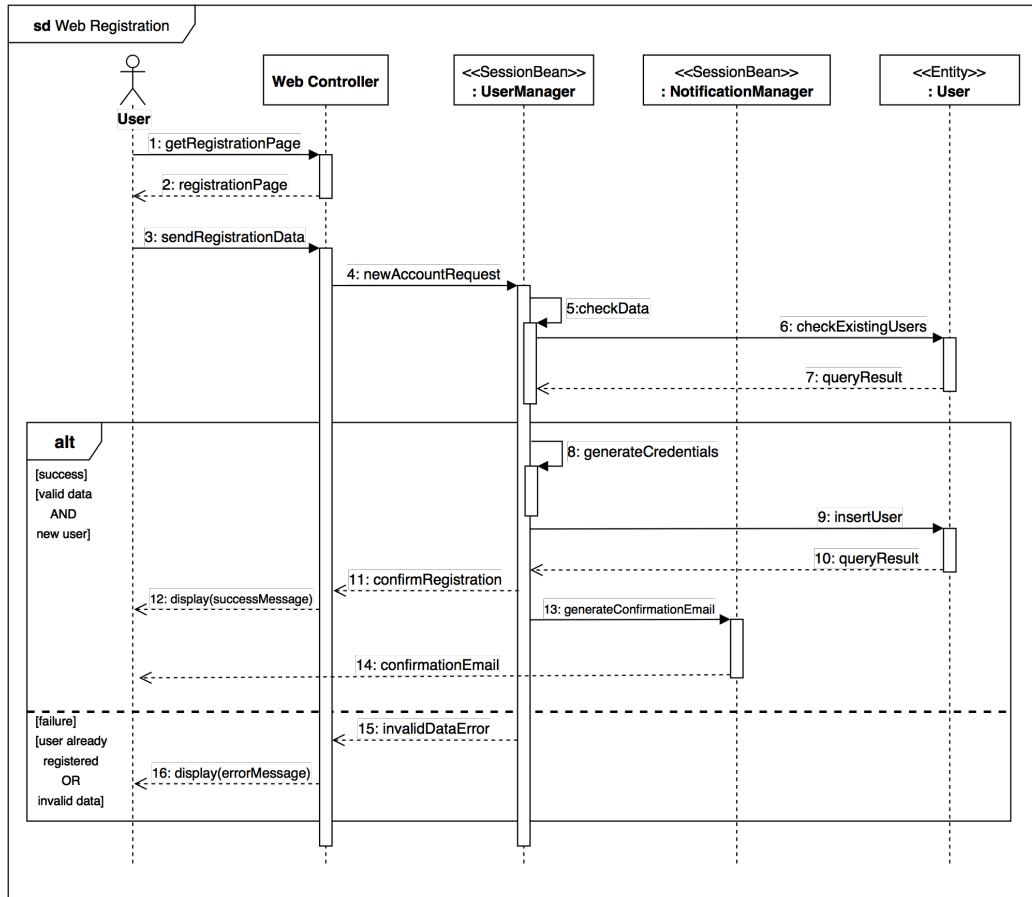 sd Web Registration
User
Web Controller
<<SessionBean>>
: UserManager
<<SessionBean>>
: NotificationManager
<<Entity>>
: User
1: getRegistrationPage
2: registrationPage
3: sendRegistrationData
4: newAccountRequest
5:checkData
6: checkExistingUsers
7: queryResult
alt
[success]
[valid data
AND
new user]
8: generateCredentials
9: insertUser
10: queryResult
11: confirmRegistration
12: display(successMessage)
13: generateConfirmationEmail
14: confirmationEmail
[failure]
[user already
registered
OR
invalid data]
15: invalidDataError
16: display(errorMessage)